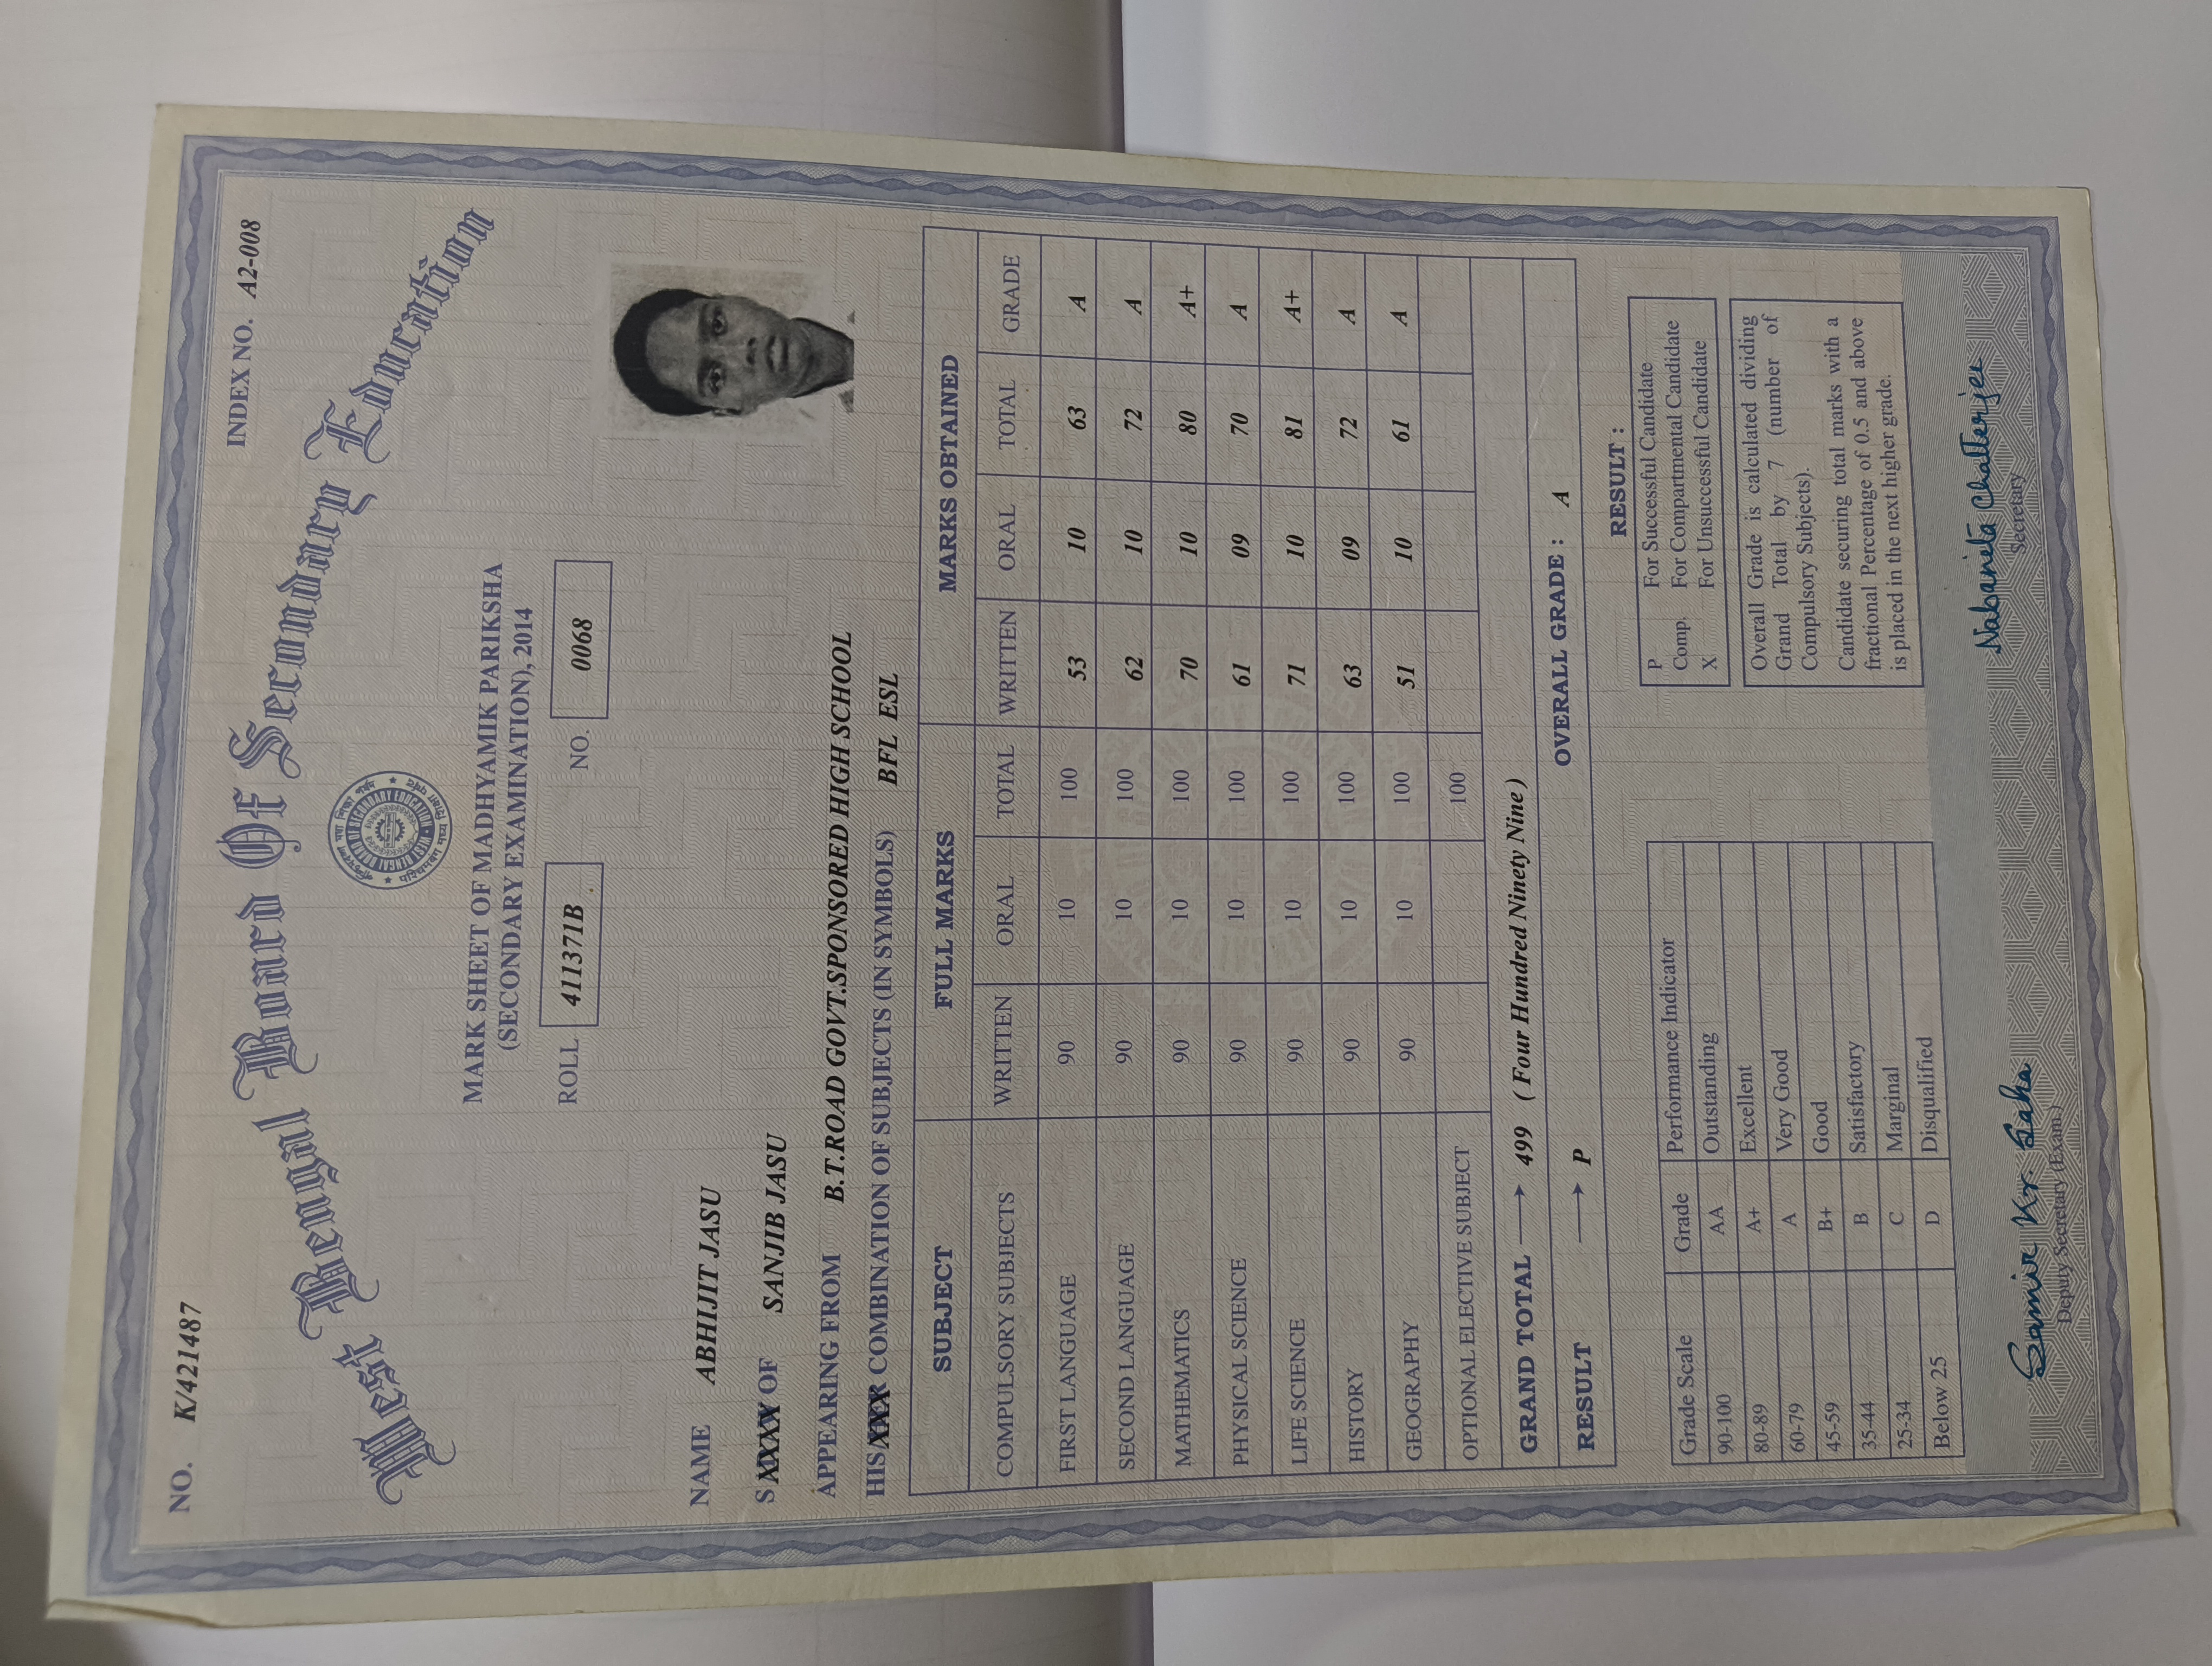 NO. K/421487 INDEX NO. A2-008
West Bengal Board Of Secondary Education
MARK SHEET OF MADHYAMIK PARIKSHA
(SECONDARY EXAMINATION), 2014
ROLL 411371B NO. 0068
NAME ABHIJIT JASU
SXXXX OF SANJIB JASU
APPEARING FROM B.T.ROAD GOVT.SPONSORED HIGH SCHOOL
HISXXXX COMBINATION OF SUBJECTS (IN SYMBOLS) BFL ESL
SUBJECT FULL MARKS MARKS OBTAINED
COMPULSORY SUBJECTS WRITTEN ORAL TOTAL WRITTEN ORAL TOTAL GRADE
FIRST LANGUAGE 90 10 100 53 10 63 A
SECOND LANGUAGE 90 10 100 62 10 72 A
MATHEMATICS 90 10 100 70 10 80 A+
PHYSICAL SCIENCE 90 10 100 61 09 70 A
LIFE SCIENCE 90 10 100 71 10 81 A+
HISTORY 90 10 100 63 09 72 A
GEOGRAPHY 90 10 100 51 10 61 A
OPTIONAL ELECTIVE SUBJECT 100
GRAND TOTAL → 499 ( Four Hundred Ninety Nine )
RESULT → P OVERALL GRADE : A
Grade Scale Grade Performance Indicator
90-100 AA Outstanding
80-89 A+ Excellent
60-79 A Very Good
45-59 B+ Good
35-44 B Satisfactory
25-34 C Marginal
Below 25 D Disqualified
RESULT :
P For Successful Candidate
Comp. For Compartmental Candidate
X For Unsuccessful Candidate
Overall Grade is calculated dividing
Grand Total by 7 (number of
Compulsory Subjects).
Candidate securing total marks with a
fractional Percentage of 0.5 and above
is placed in the next higher grade.
Samir Kr. Saha
Deputy Secretary (Exam.)
Nabanita Chatterjee
Secretary